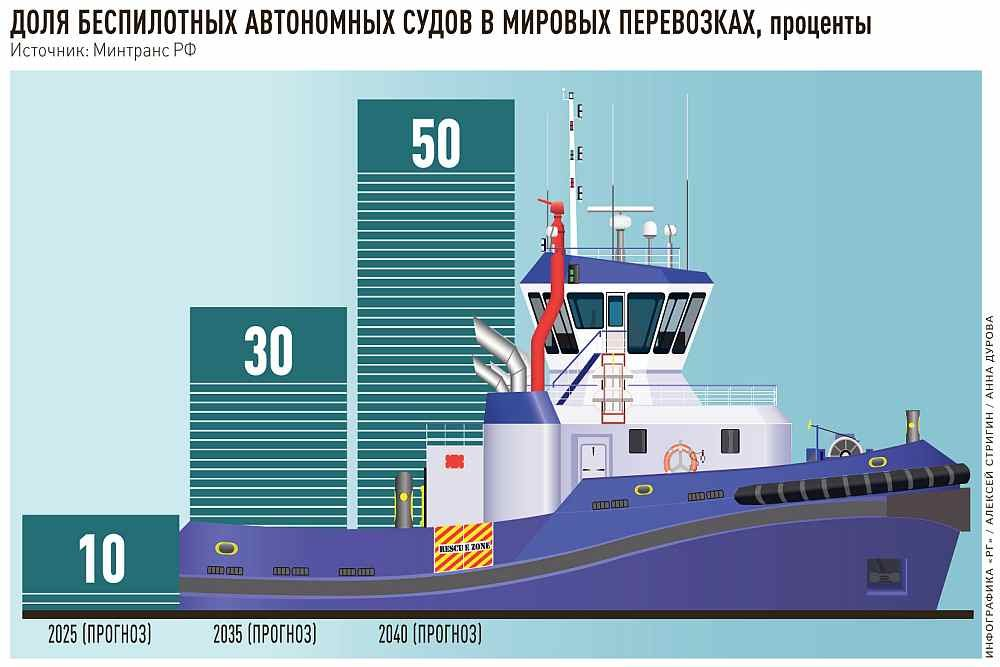 ДОЛЯ БЕСПИЛОТНЫХ АВТОНОМНЫХ СУДОВ В МИРОВЫХ ПЕРЕВОЗКАХ, проценты
Источник: Минтранс РФ
50
30
10
RESCUE ZONE
2025 (ПРОГНОЗ)
2035 (ПРОГНОЗ)
2040 (ПРОГНОЗ)
ИНФОГРАФИКА «РГ» / АЛЕКСЕЙ СТРИГИН / АННА ДУРОВА